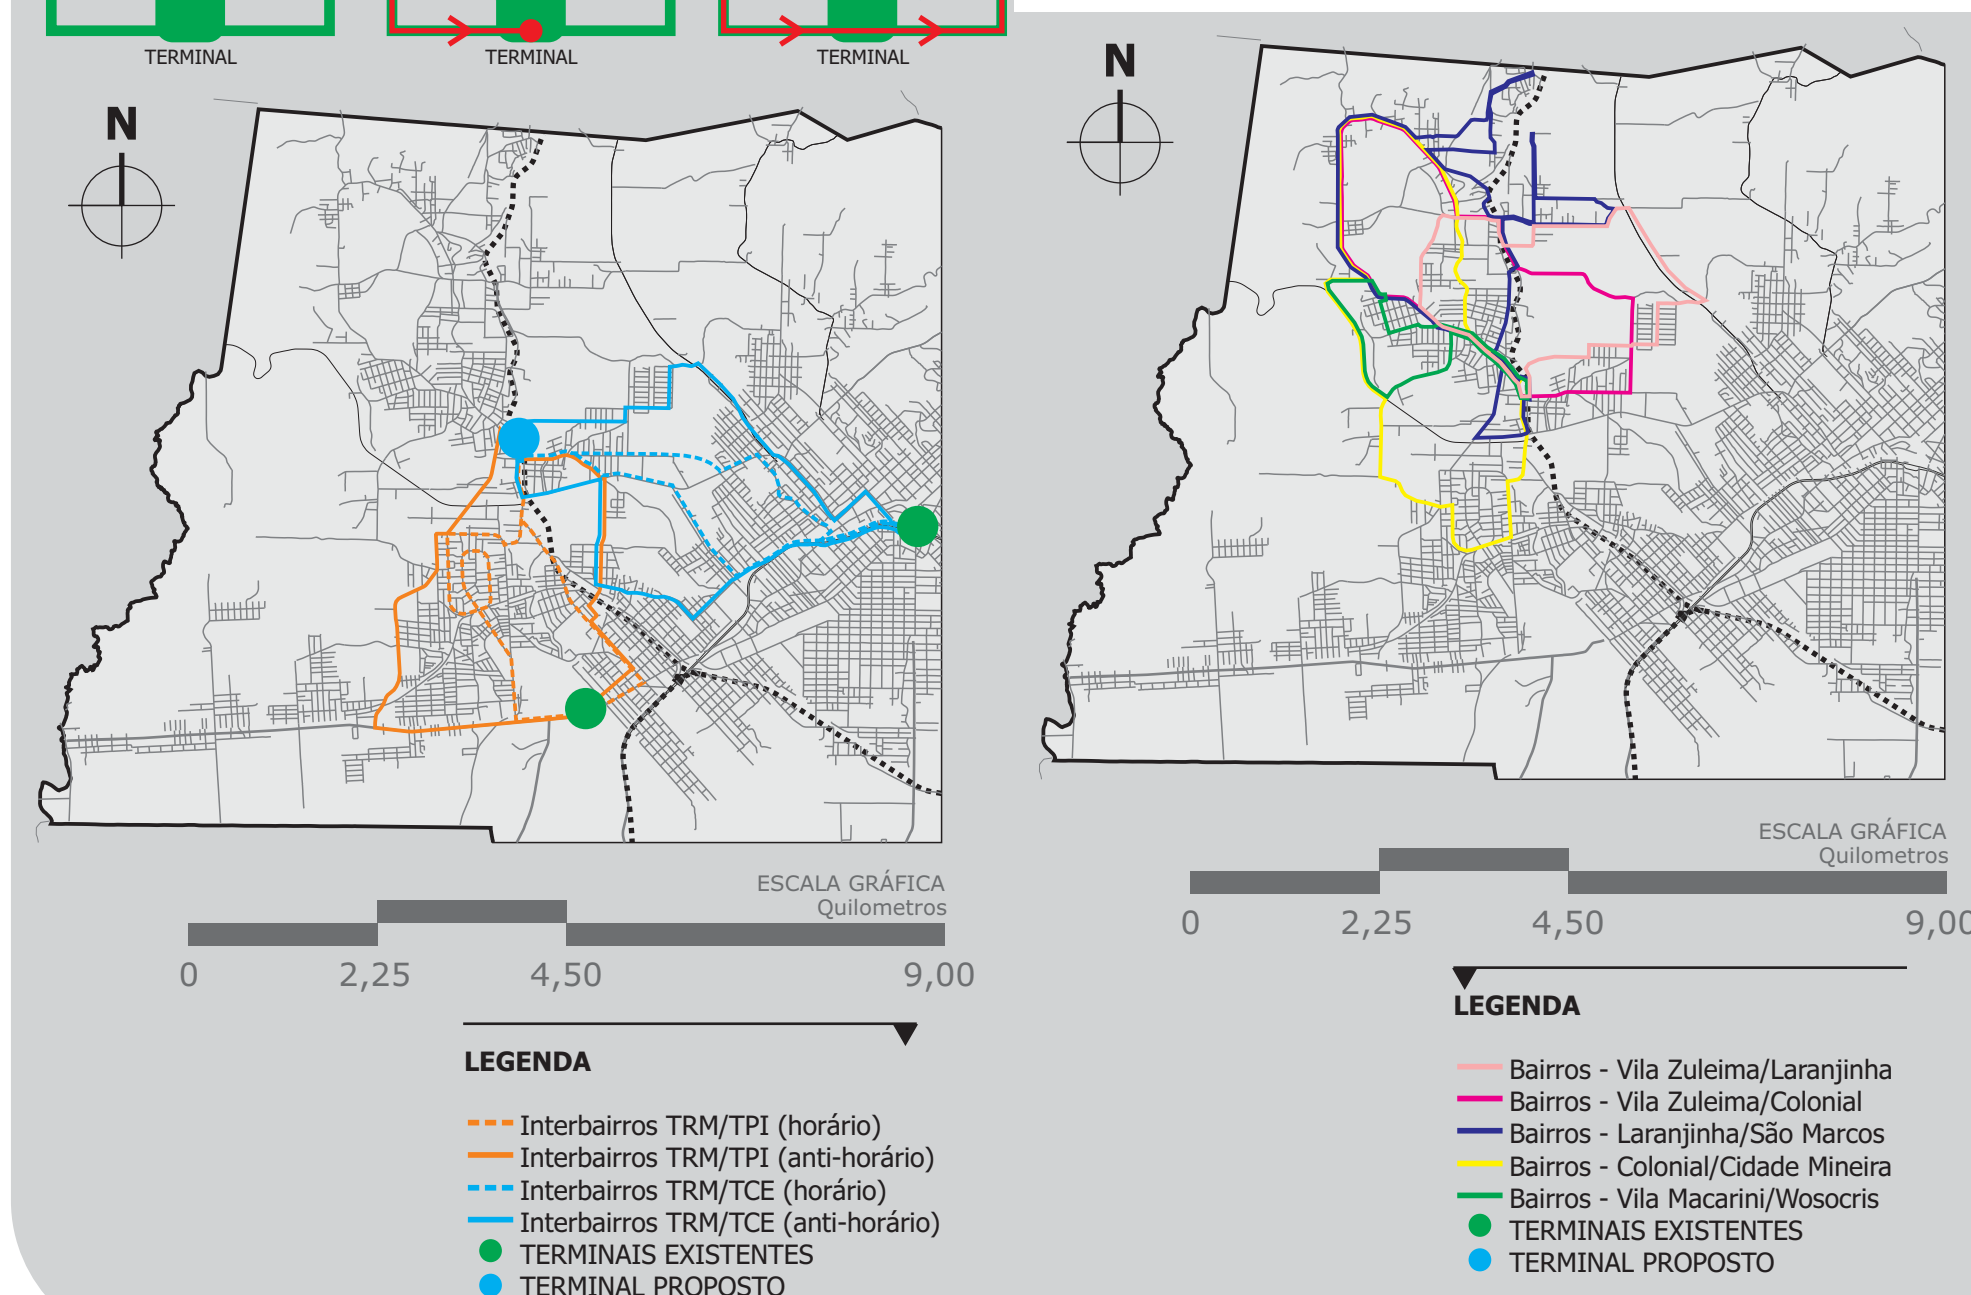 TERMINAL
TERMINAL
TERMINAL
N
ESCALA GRÁFICA
Quilometros
0
2,25
4,50
9,00
LEGENDA
Interbairros TRM/TPI (horário)
Interbairros TRM/TPI (anti-horário)
Interbairros TRM/TCE (horário)
Interbairros TRM/TCE (anti-horário)
TERMINAIS EXISTENTES
TERMINAL PROPOSTO
N
ESCALA GRÁFICA
Quilometros
0
2,25
4,50
9,00
LEGENDA
Bairros - Vila Zuleima/Laranjinha
Bairros - Vila Zuleima/Colonial
Bairros - Laranjinha/São Marcos
Bairros - Colonial/Cidade Mineira
Bairros - Vila Macarini/Wosocris
TERMINAIS EXISTENTES
TERMINAL PROPOSTO